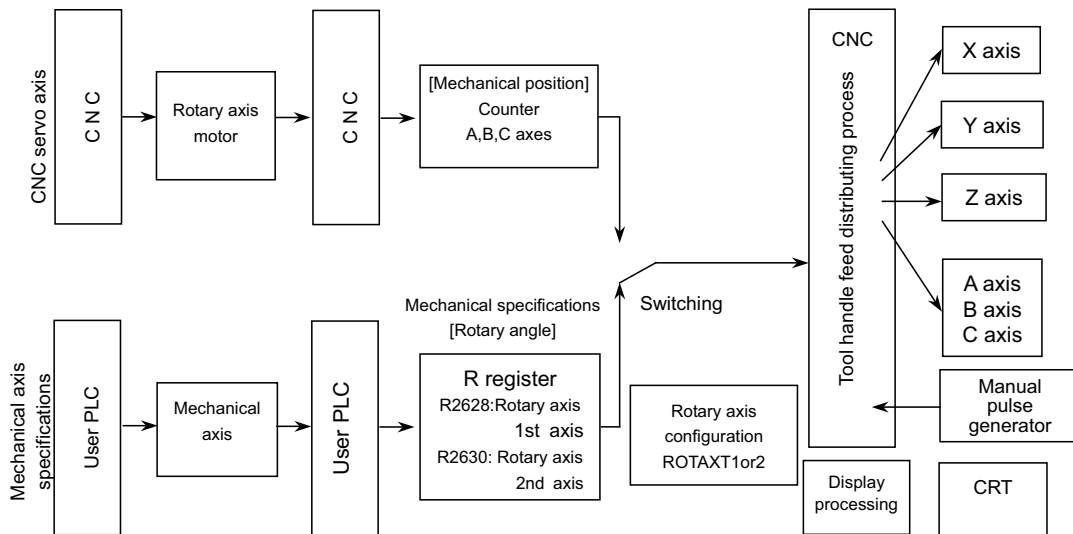 CNC servo axis
C N C
Rotary axis
motor
C N C
[Mechanical position]
Counter
A,B,C axes
CNC
Tool handle feed distributing process
X axis
Y axis
Z axis
A axis
B axis
C axis
Switching
Mechanical specifications
[Rotary angle]
Mechanical axis
specifications
User PLC
Mechanical
axis
User PLC
R register
R2628:Rotary axis
1st axis
R2630: Rotary axis
2nd axis
Rotary axis
configuration
ROTAXT1or2
Manual
pulse
generator
Display
processing
CRT